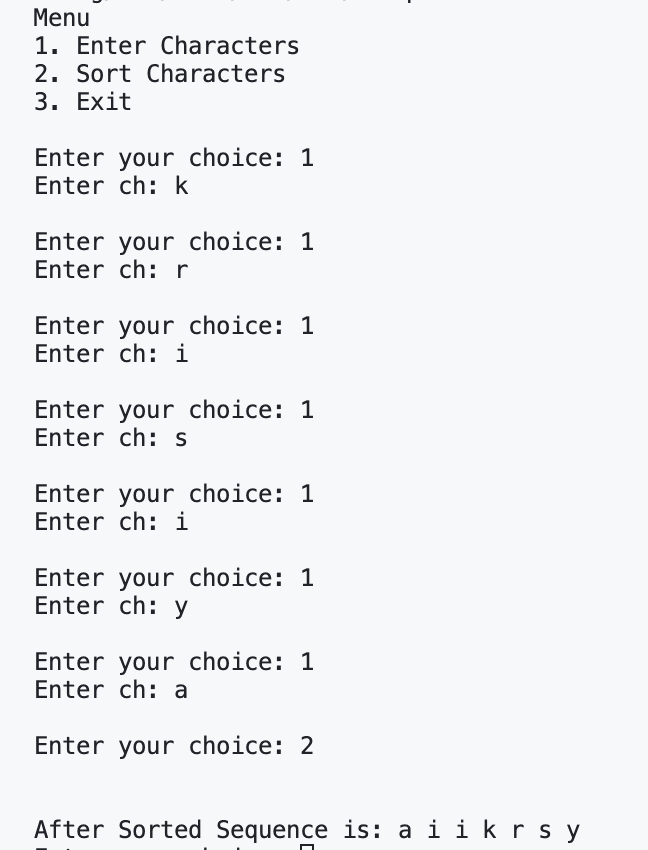 Menu
1. Enter Characters
2. Sort Characters
3. Exit
Enter your choice: 1
Enter ch: k
Enter your choice: 1
Enter ch: r
Enter your choice: 1
Enter ch: i
Enter your choice: 1
Enter ch: s
Enter your choice: 1
Enter ch: i
Enter your choice: 1
Enter ch: y
Enter your choice: 1
Enter ch: a
Enter your choice: 2
After Sorted Sequence is: a i i k r s y